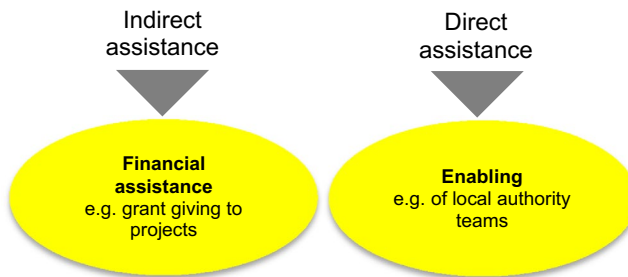 Indirect
assistance
Financial
assistance
e.g. grant giving to
projects
Direct
assistance
Enabling
e.g. of local authority
teams